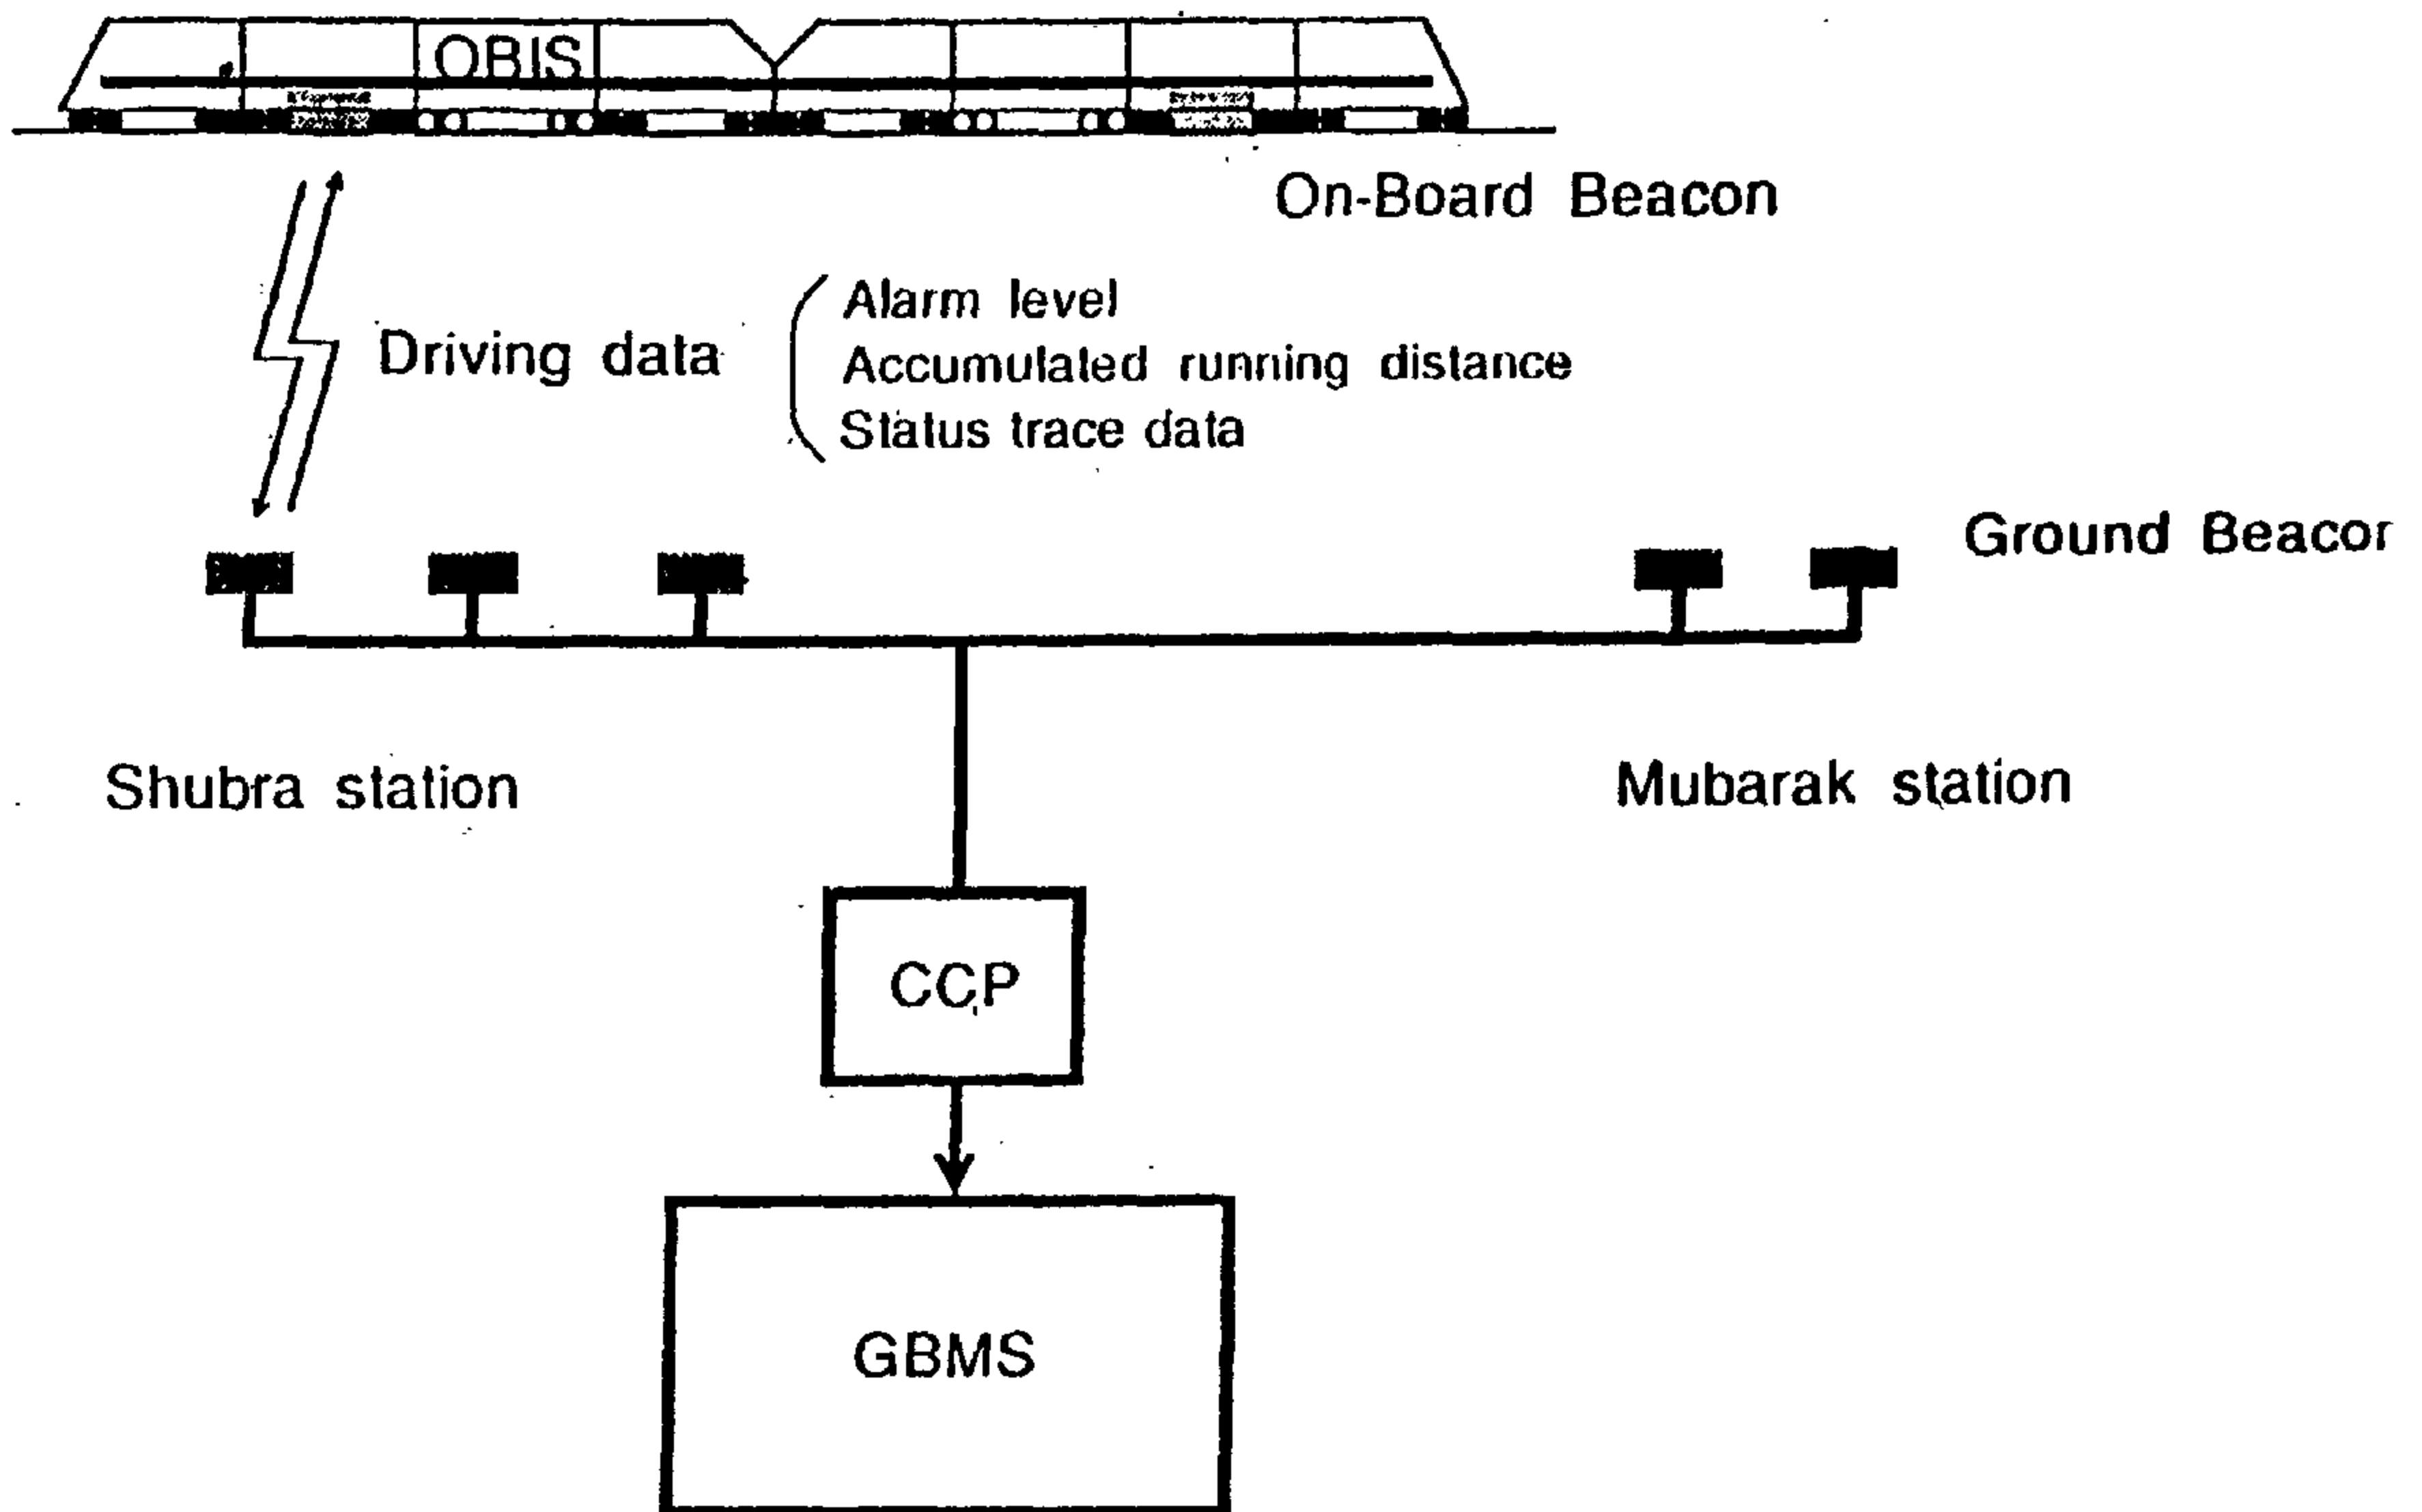 OBIS
On-Board Beacon
Alarm level
Driving data
Accumulated running distance
Status trace data
Ground Beacor
Shubra station
Mubarak station
CCP
GBMS